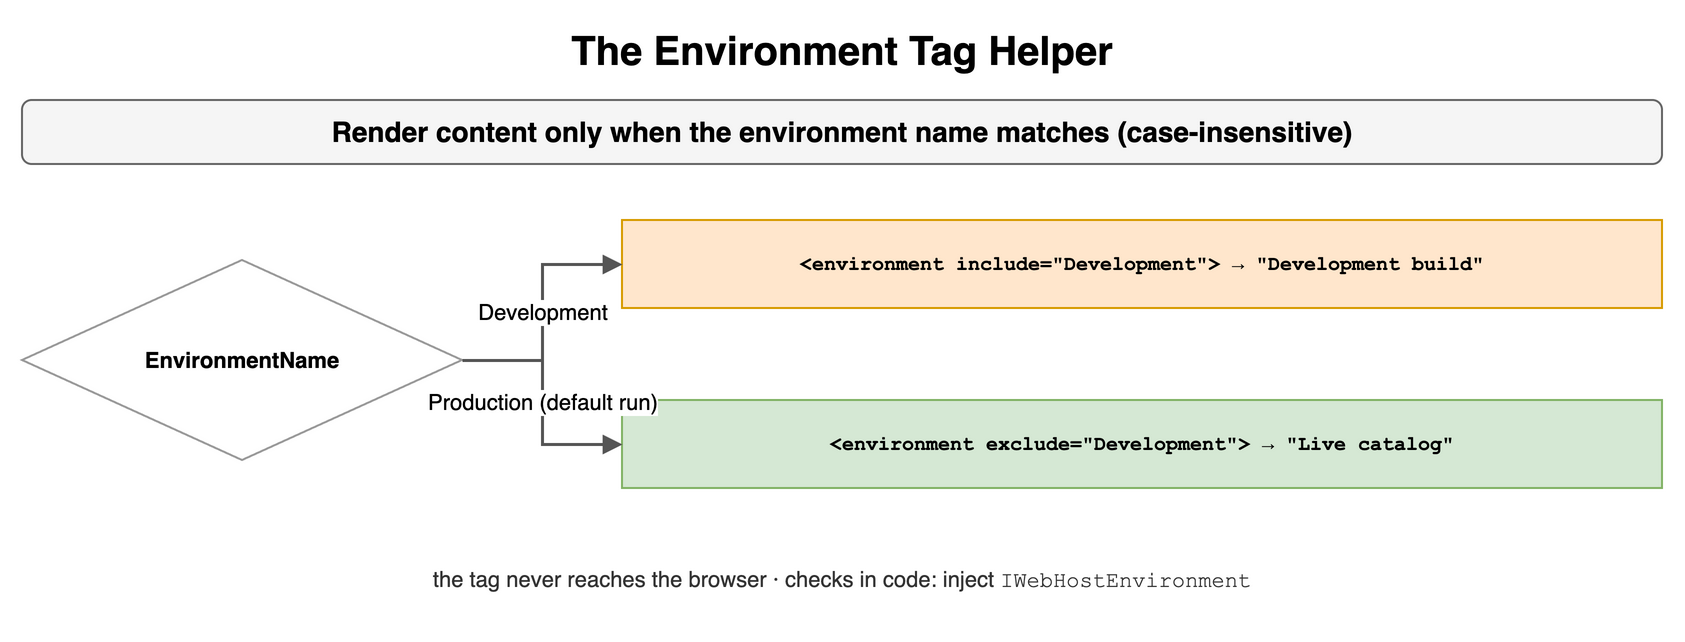 The Environment Tag Helper
Render content only when the environment name matches (case-insensitive)
<environment include="Development"> → "Development build"
Development
EnvironmentName
Production (default run)
<environment exclude="Development"> → "Live catalog"
the tag never reaches the browser · checks in code: inject IWebHostEnvironment